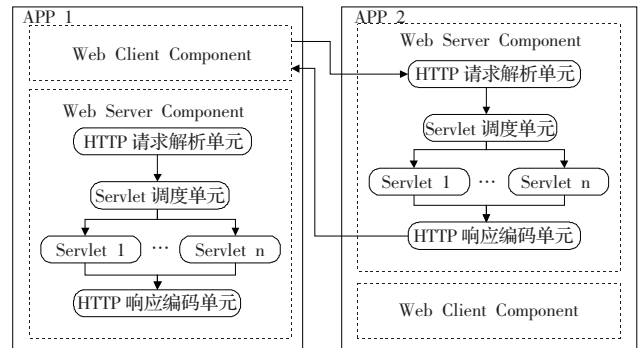 APP 1
Web Client Component
Web Server Component
HTTP 请求解析单元
Servlet 调度单元
Servlet 1 … Servlet n
HTTP 响应编码单元
APP 2
Web Server Component
HTTP 请求解析单元
Servlet 调度单元
Servlet 1 … Servlet n
HTTP 响应编码单元
Web Client Component